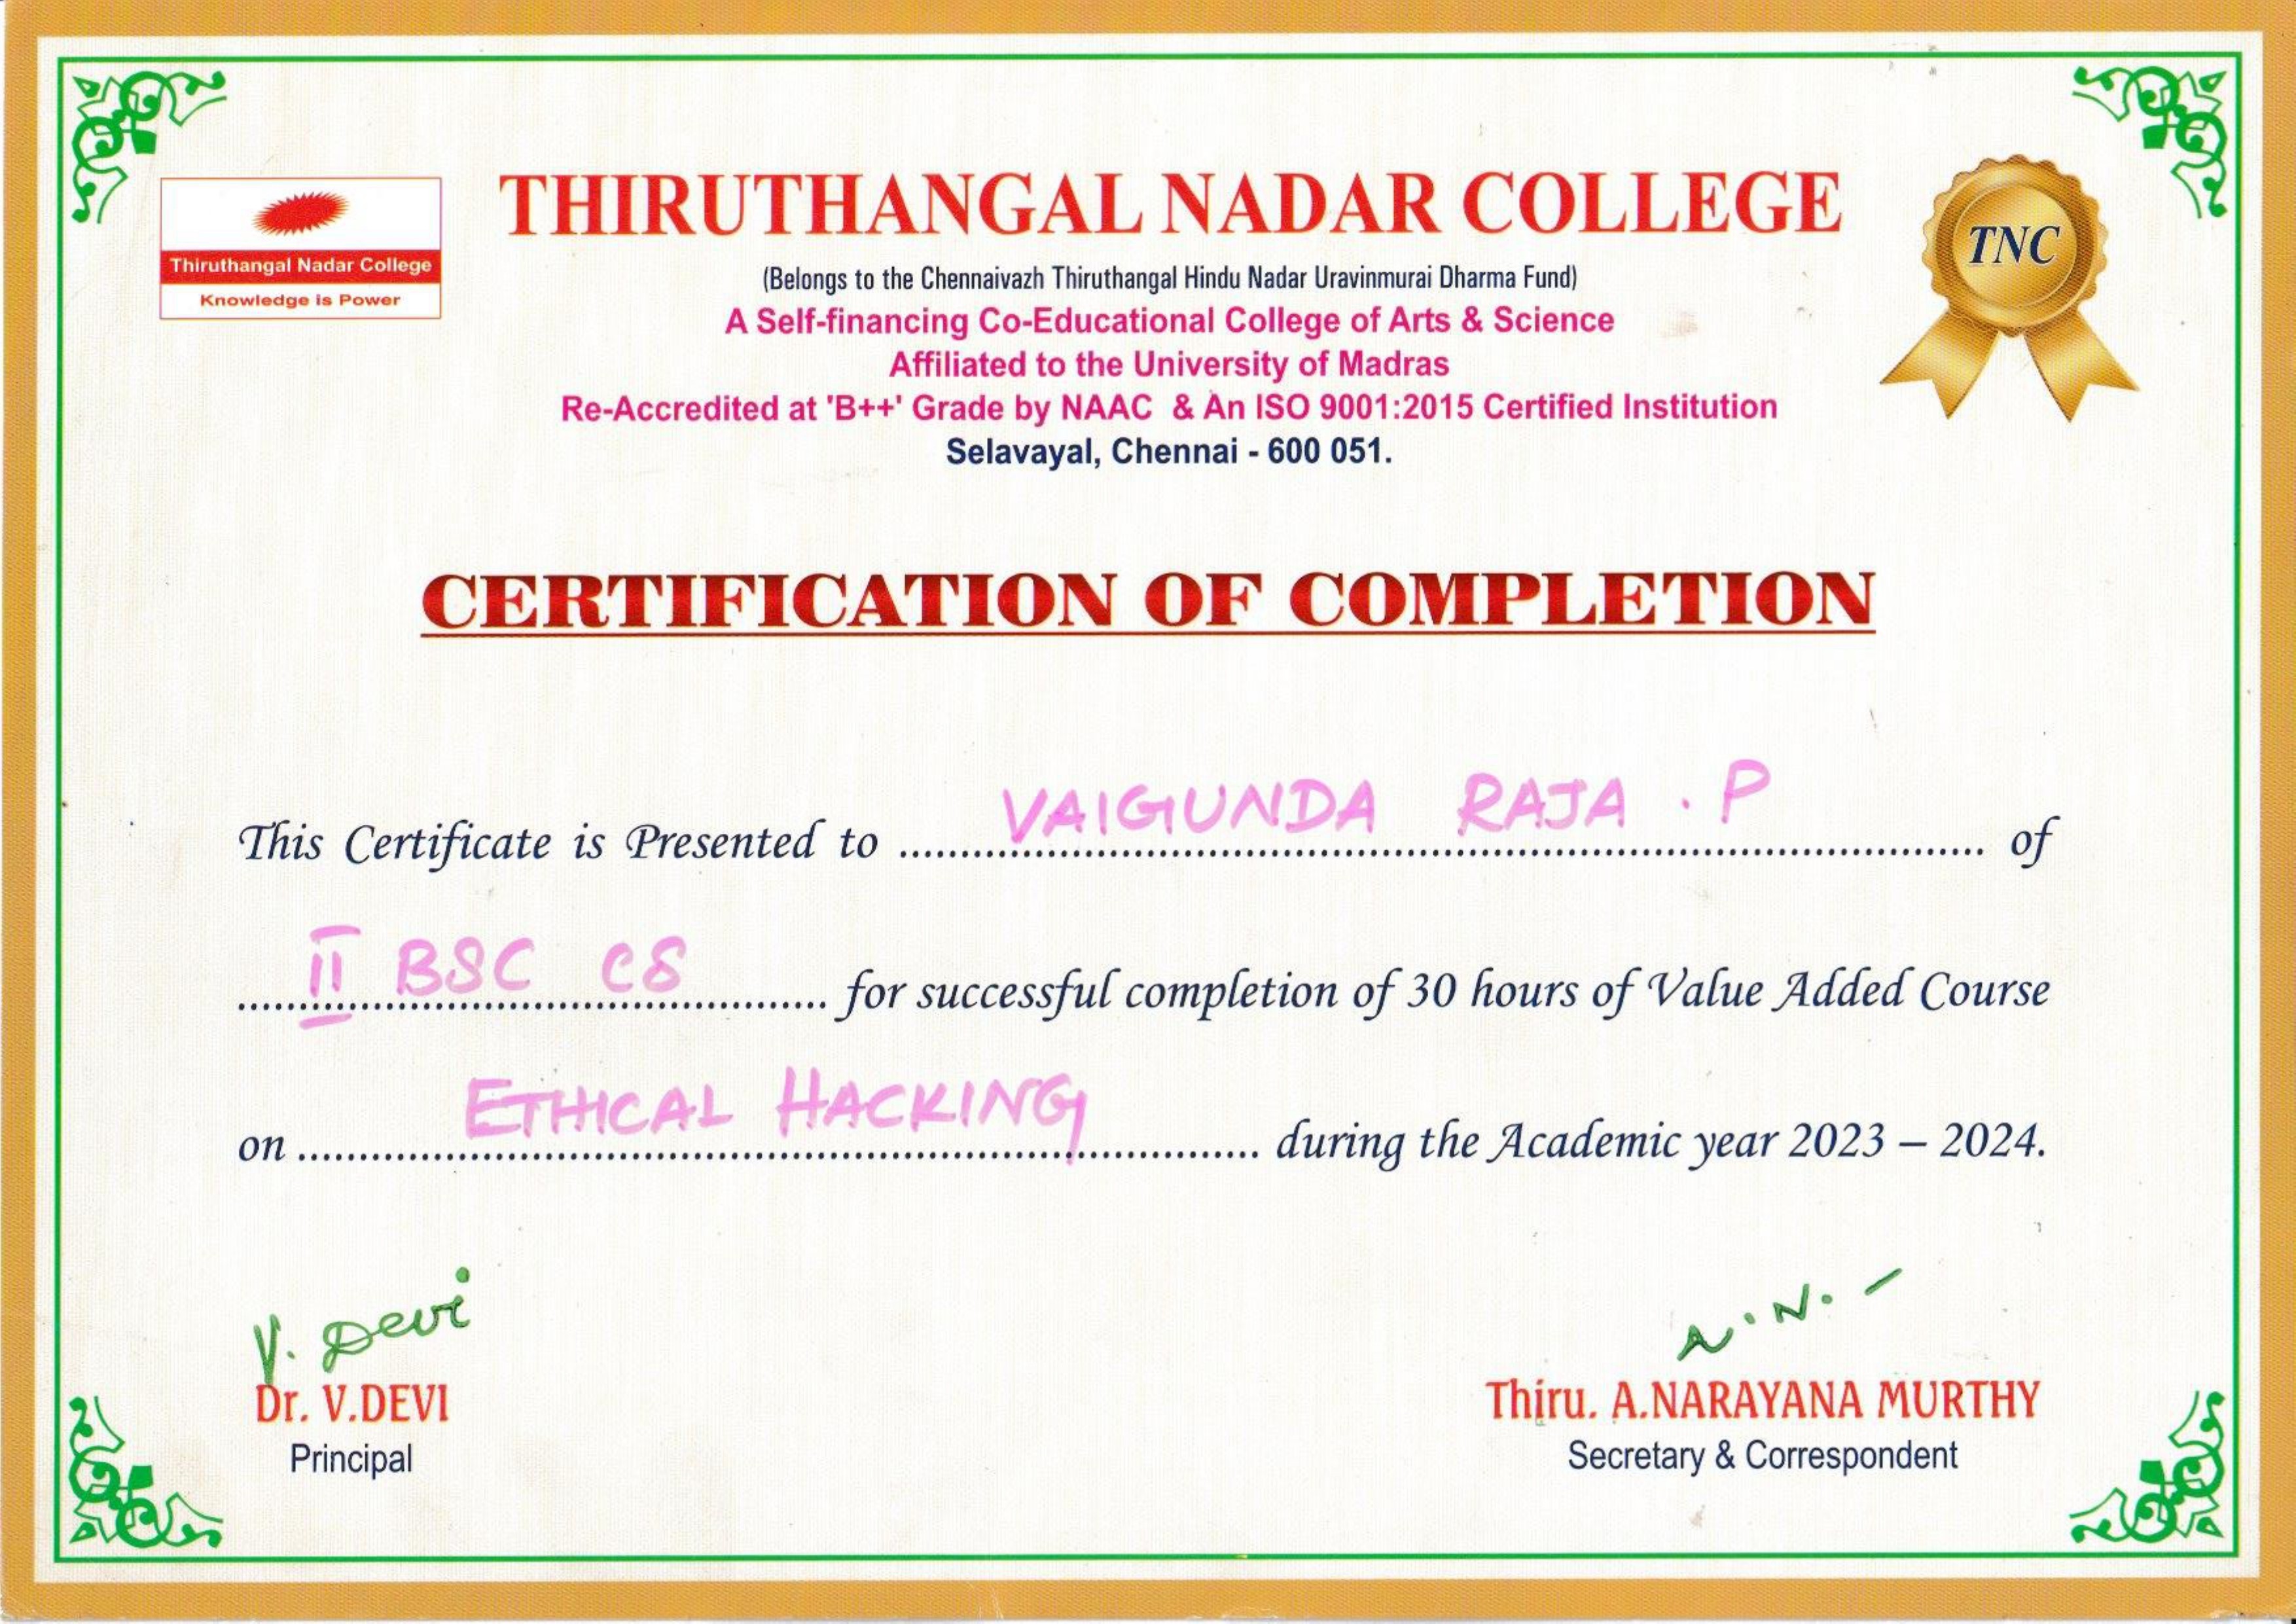 THIRUTHANGAL NADAR COLLEGE
TNC
Thiruthangal Nadar College
Knowledge is Power
(Belongs to the Chennaivazh Thiruthangal Hindu Nadar Uravinmurai Dharma Fund)
A Self-financing Co-Educational College of Arts & Science
Affiliated to the University of Madras
Re-Accredited at 'B++' Grade by NAAC & An ISO 9001:2015 Certified Institution
Selavayal, Chennai - 600 051.
CERTIFICATION OF COMPLETION
This Certificate is Presented to VAIGUNDA RAJA . P of
II BSC CS for successful completion of 30 hours of Value Added Course
on ETHICAL HACKING during the Academic year 2023 – 2024.
V. Devi
A. N. -
Dr. V.DEVI
Thiru. A.NARAYANA MURTHY
Principal
Secretary & Correspondent